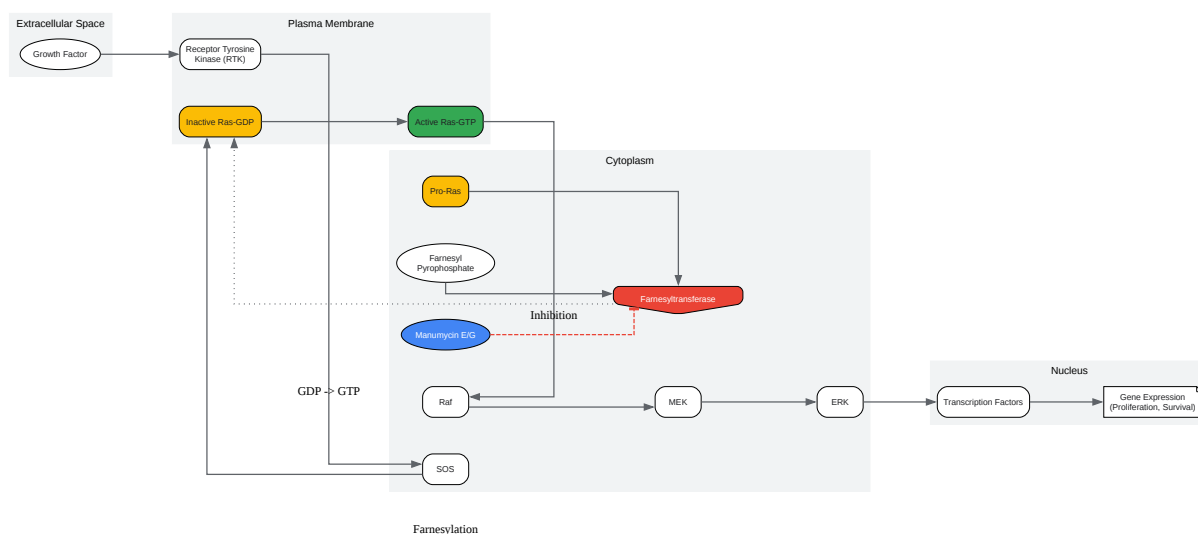 Extracellular Space
Plasma Membrane
Growth Factor
Receptor Tyrosine
Kinase (RTK)
Inactive Ras-GDP
Active Ras-GTP
Cytoplasm
Pro-Ras
Farnesyl
Pyrophosphate
Farnesyltransferase
Inhibition
Manumycin E/G
Nucleus
GDP -> GTP
Raf
MEK
ERK
Transcription Factors
Gene Expression
(Proliferation, Survival)
SOS
Farnesylation